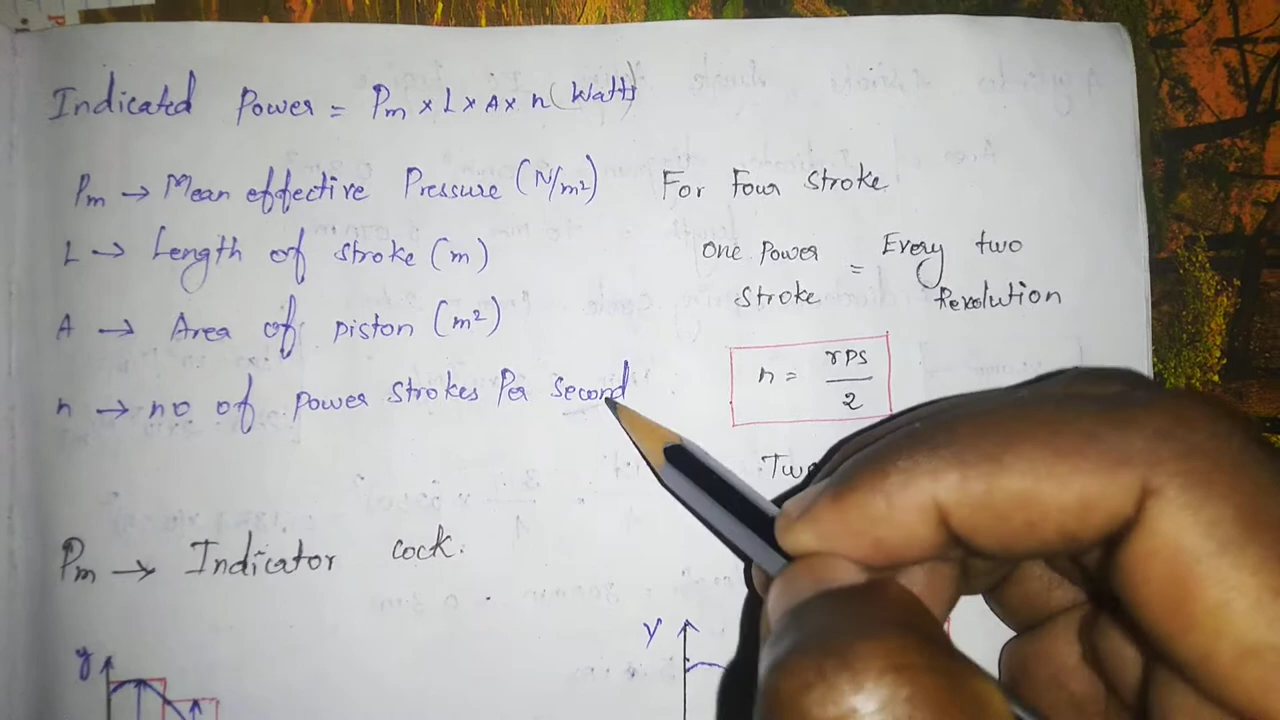 Indicated Power = Pm × L × A × n (Watt)
Pm → Mean effective Pressure (N/m²)
L → Length of stroke (m)
A → Area of piston (m²)
n → no of power strokes Per second
For Four stroke
One Power stroke = Every two Revolution
n = rps / 2
Pm → Indicator cock.
y
Y